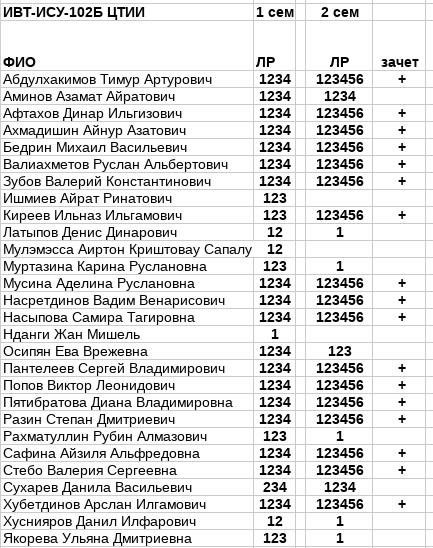 ИВТ-ИСУ-102Б ЦТИИ 1 сем 2 сем
ФИО ЛР ЛР зачет
Абдулхакимов Тимур Артурович 1234 123456 +
Аминов Азамат Айратович 1234 1234
Афтахов Динар Ильгизович 1234 123456 +
Ахмадишин Айнур Азатович 1234 123456 +
Бедрин Михаил Васильевич 1234 123456 +
Валиахметов Руслан Альбертович 1234 123456 +
Зубов Валерий Константинович 1234 123456 +
Ишмиев Айрат Ринатович 123
Киреев Ильназ Ильгамович 123 123456 +
Латыпов Денис Динарович 12 1
Мулэмэсса Аиртон Криштовау Сапалу 12
Муртазина Карина Руслановна 123 1
Мусина Аделина Руслановна 1234 123456 +
Насретдинов Вадим Венарисович 1234 123456 +
Насыпова Самира Тагировна 1234 123456 +
Нданги Жан Мишель 1
Осипян Ева Врежевна 1234 123
Пантелеев Сергей Владимирович 1234 123456 +
Попов Виктор Леонидович 1234 123456 +
Пятибратова Диана Владимировна 1234 123456 +
Разин Степан Дмитриевич 1234 123456 +
Рахматуллин Рубин Алмазович 123 1
Сафина Айзиля Альфредовна 1234 123456 +
Стебо Валерия Сергеевна 1234 123456 +
Сухарев Данила Васильевич 234 1234
Хубетдинов Арслан Илгамович 1234 123456 +
Хуснияров Данил Илфарович 12 1
Якорева Ульяна Дмитриевна 123 1